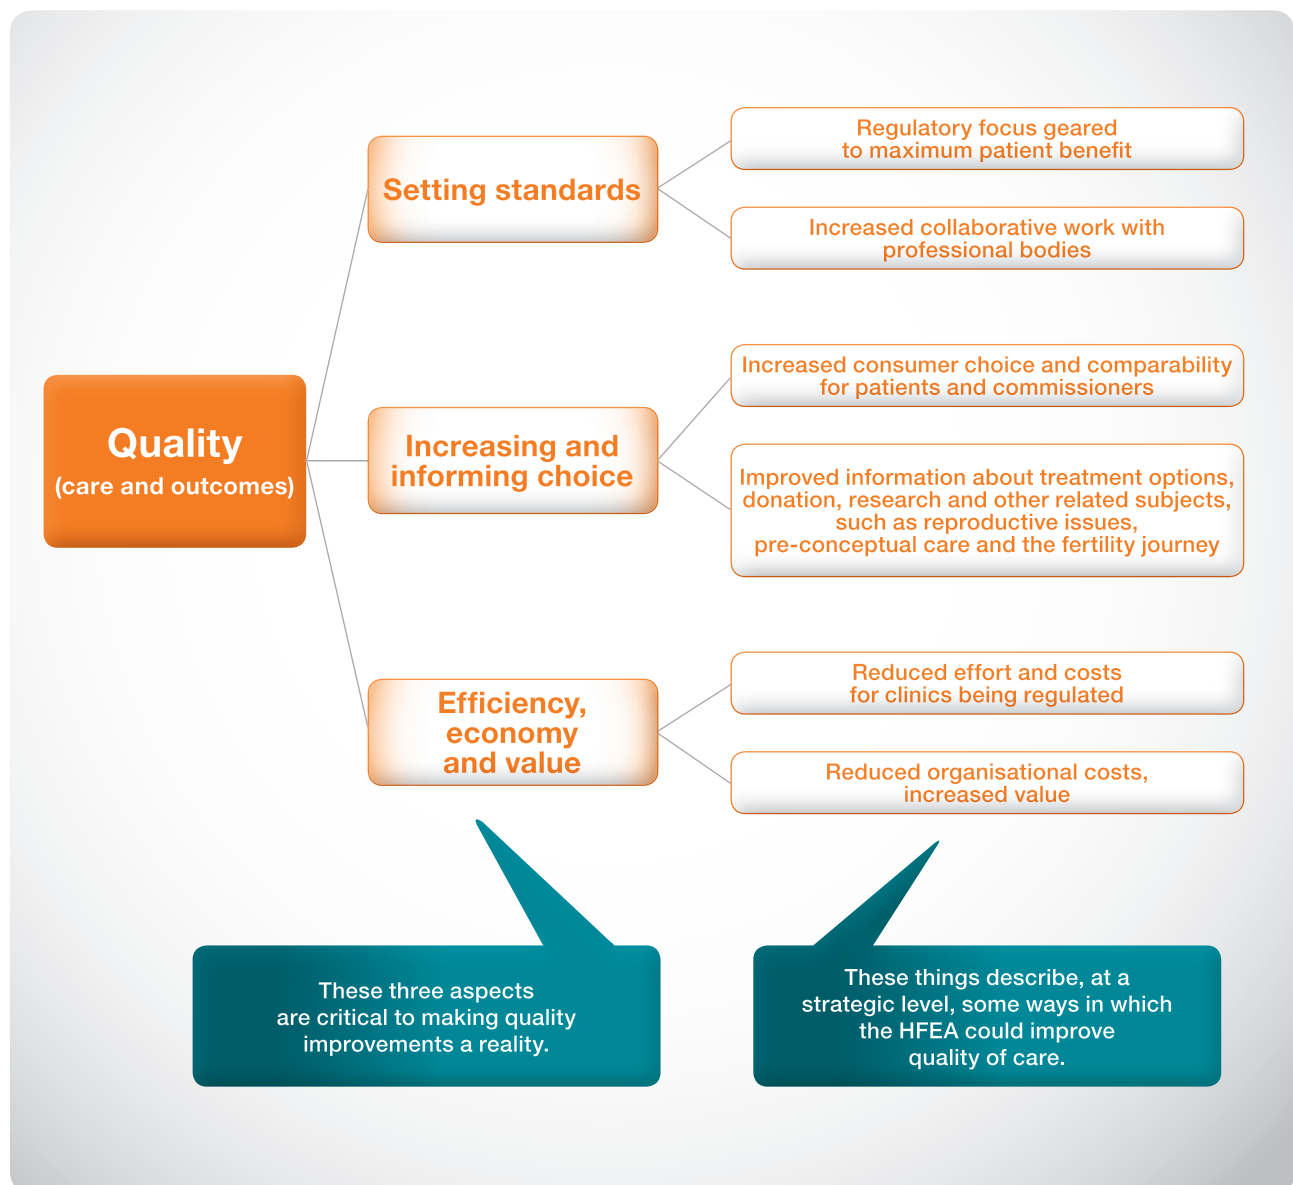 Quality
(care and outcomes)
Setting standards
Regulatory focus geared
to maximum patient benefit
Increased collaborative work with
professional bodies
Increasing and
informing choice
Increased consumer choice and comparability
for patients and commissioners
Improved information about treatment options,
donation, research and other related subjects,
such as reproductive issues,
pre-conceptual care and the fertility journey
Efficiency,
economy
and value
Reduced effort and costs
for clinics being regulated
Reduced organisational costs,
increased value
These three aspects
are critical to making quality
improvements a reality.
These things describe, at a
strategic level, some ways in which
the HFEA could improve
quality of care.